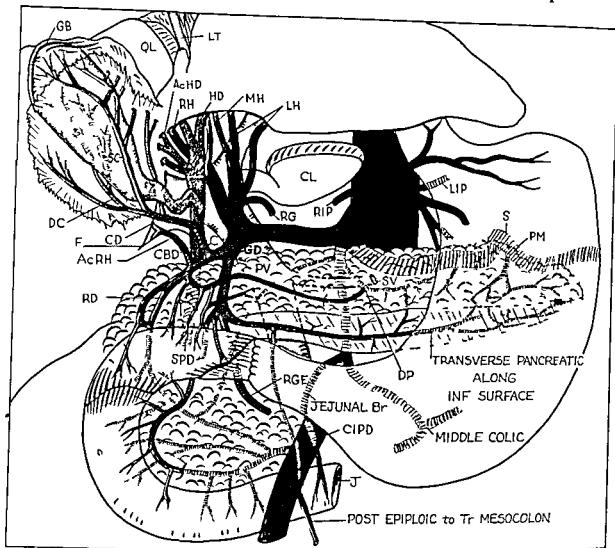 GB
QL
LT
AcHD
RH
HD
MH
LH
SC
CL
LIP
RG
RIP
DC
F
CD
AcRH
CBD
GD
PV
SV
S
PM
RD
SPD
DP
TRANSVERSE PANCREATIC
ALONG
INF SURFACE
RGE
JEJUNAL Br
MIDDLE COLIC
CIPD
J
POST EPIPLOIC to Tr MESOCOLON